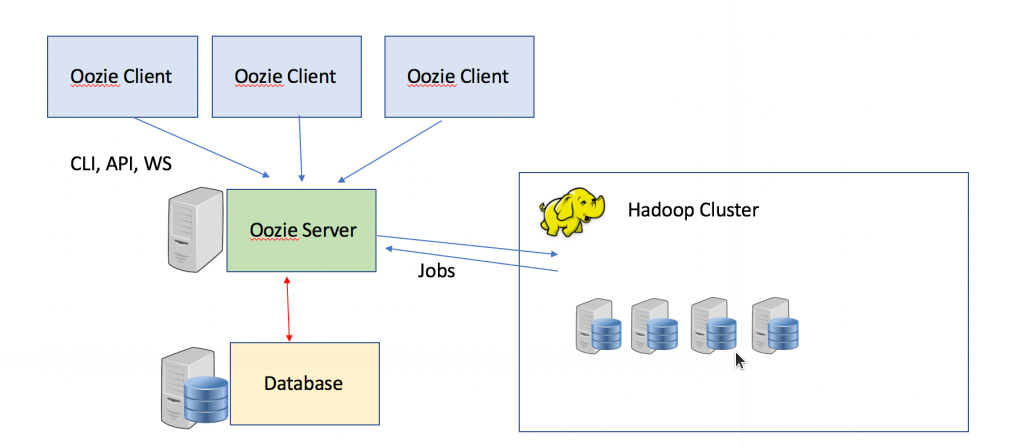 Oozie Client
Oozie Client
Oozie Client
CLI, API, WS
Oozie Server
Hadoop Cluster
Jobs
Database